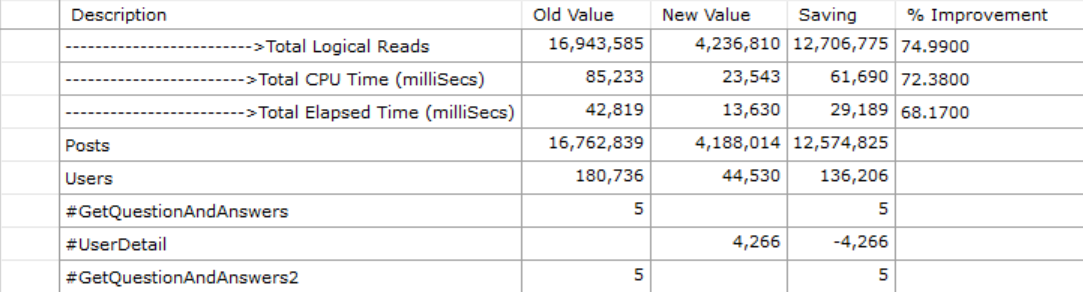 Description Old Value New Value Saving % Improvement
------------------------->Total Logical Reads 16,943,585 4,236,810 12,706,775 74.9900
------------------------>Total CPU Time (milliSecs) 85,233 23,543 61,690 72.3800
------------------------>Total Elapsed Time (milliSecs) 42,819 13,630 29,189 68.1700
Posts 16,762,839 4,188,014 12,574,825
Users 180,736 44,530 136,206
#GetQuestionAndAnswers 5 5
#UserDetail 4,266 -4,266
#GetQuestionAndAnswers2 5 5